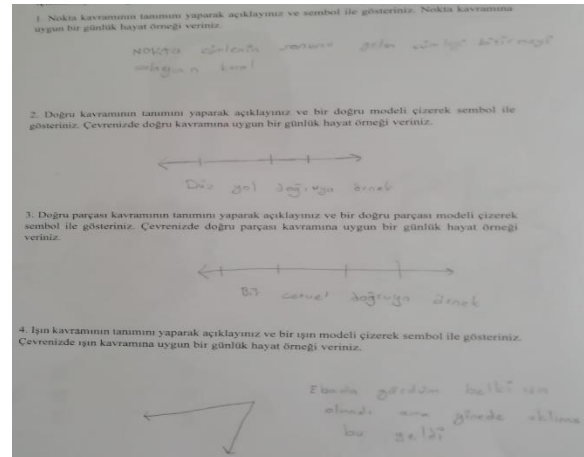 1. Nokta kavramının tanımını yaparak açıklayınız ve sembol ile gösteriniz. Nokta kavramına
uygun bir günlük hayat örneği veriniz.
NOKTA cümlenin sonuna gelen cümleyi bitirmeyi
kural
2. Doğru kavramının tanımını yaparak açıklayınız ve bir doğru modeli çizerek sembol ile
gösteriniz. Çevrenizde doğru kavramına uygun bir günlük hayat örneği veriniz.
Düz yol doğruya örnek
3. Doğru parçası kavramının tanımını yaparak açıklayınız ve bir doğru parçası modeli çizerek
sembol ile gösteriniz. Çevrenizde doğru parçası kavramına uygun bir günlük hayat örneği
veriniz.
cetvel doğruya örnek
4. Işın kavramının tanımını yaparak açıklayınız ve bir ışın modeli çizerek sembol ile gösteriniz.
Çevrenizde ışın kavramına uygun bir günlük hayat örneği veriniz.
gördüm belki ışın
olmadı ama aklıma
bu geldi